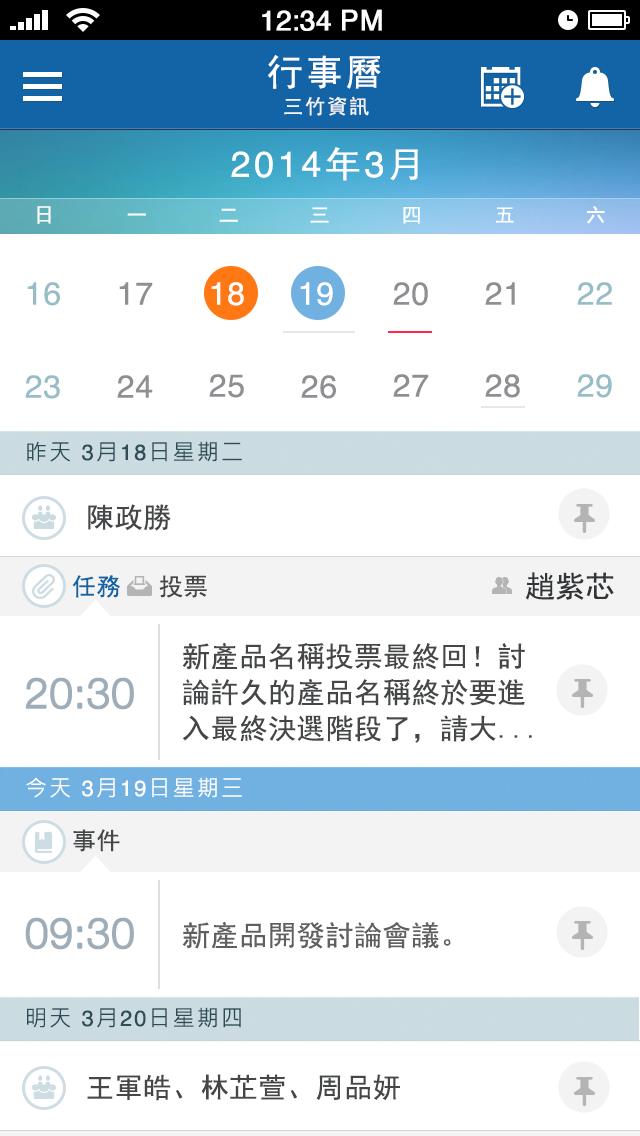 12:34 PM
行事曆
三竹資訊
2014年3月
日 一 二 三 四 五 六
16 17 18 19 20 21 22
23 24 25 26 27 28 29
昨天 3月18日星期二
陳政勝
任務 投票 趙紫芯
20:30
新產品名稱投票最終回！討
論許久的產品名稱終於要進
入最終決選階段了，請大...
今天 3月19日星期三
事件
09:30 新產品開發討論會議。
明天 3月20日星期四
王軍皓、林芷萱、周品妍